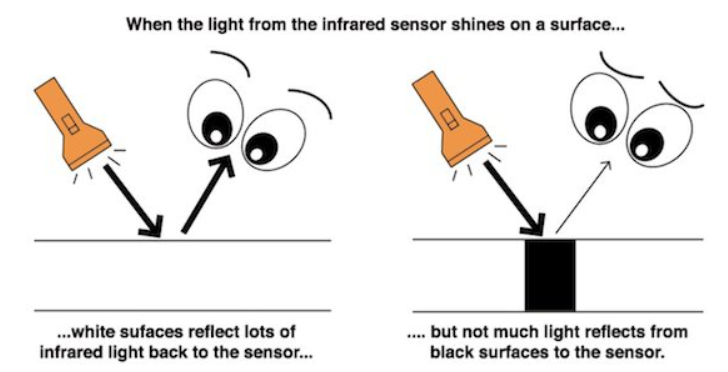 When the light from the infrared sensor shines on a surface...
...white sufaces reflect lots of
infrared light back to the sensor...
.... but not much light reflects from
black surfaces to the sensor.